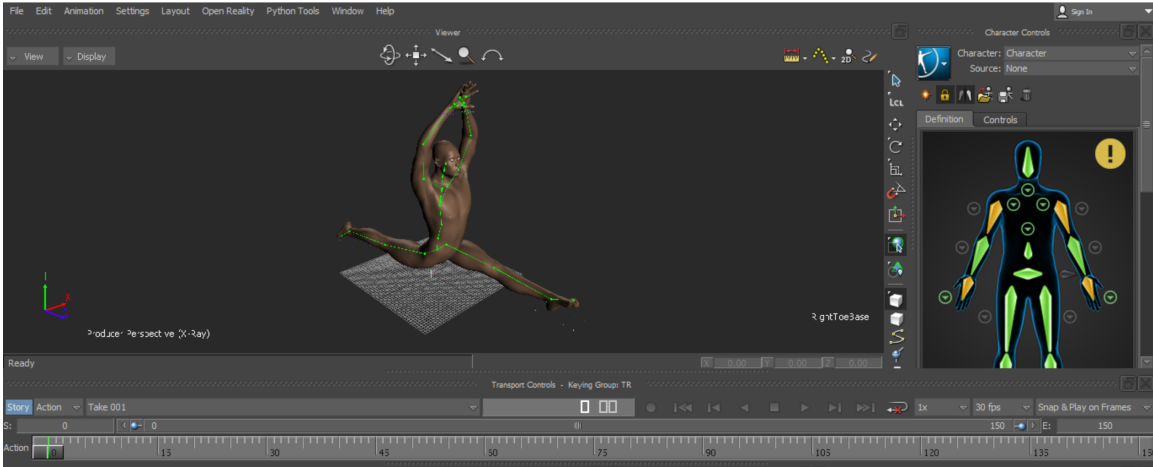 File Edit Animation Settings Layout Open Reality Python Tools Window Help Sign In
Viewer Character Controls
View Display 2D
Character: Character
Source: None
LCL
Definition Controls
!
Y
X
Producer Perspective (X-Ray)
RightToeBase
Ready X 0.00 Y 0.00 Z 0.00
Transport Controls - Keying Group: TR
Story Action Take 001 1x 30 fps Snap & Play on Frames
S: 0 0 150 E: 150
Action 0 15 30 45 60 75 90 105 120 135 15